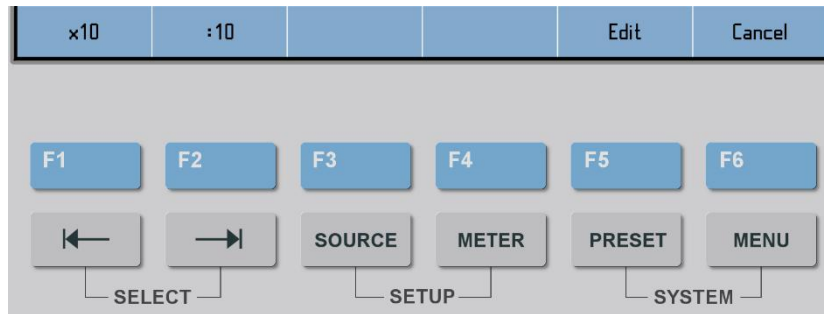 x10 :10 Edit Cancel
F1 F2 F3 F4 F5 F6
SOURCE METER PRESET MENU
SELECT SETUP SYSTEM